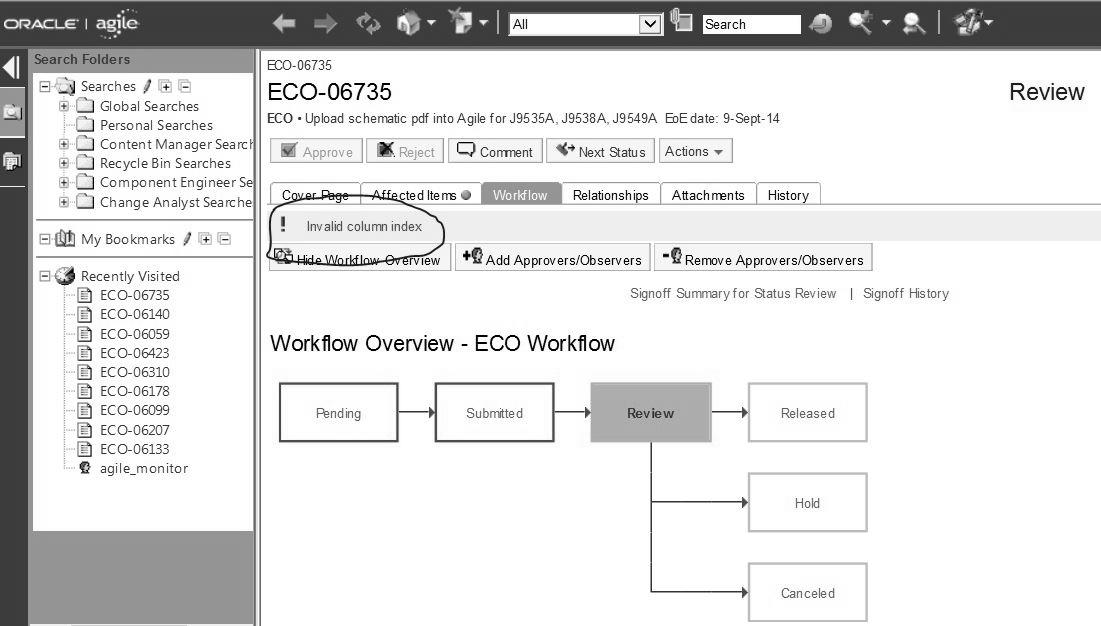 ORACLE | agile
All
Search
Search Folders
Searches
Global Searches
Personal Searches
Content Manager Search
Recycle Bin Searches
Component Engineer Se
Change Analyst Searche
My Bookmarks
Recently Visited
ECO-06735
ECO-06140
ECO-06059
ECO-06423
ECO-06310
ECO-06178
ECO-06099
ECO-06207
ECO-06133
agile_monitor
ECO-06735
ECO-06735
Review
ECO • Upload schematic pdf into Agile for J9535A, J9538A, J9549A EoE date: 9-Sept-14
Approve Reject Comment Next Status Actions
Cover Page Affected Items Workflow Relationships Attachments History
! Invalid column index
Hide Workflow Overview Add Approvers/Observers Remove Approvers/Observers
Signoff Summary for Status Review | Signoff History
Workflow Overview - ECO Workflow
Pending Submitted Review Released
Hold
Canceled